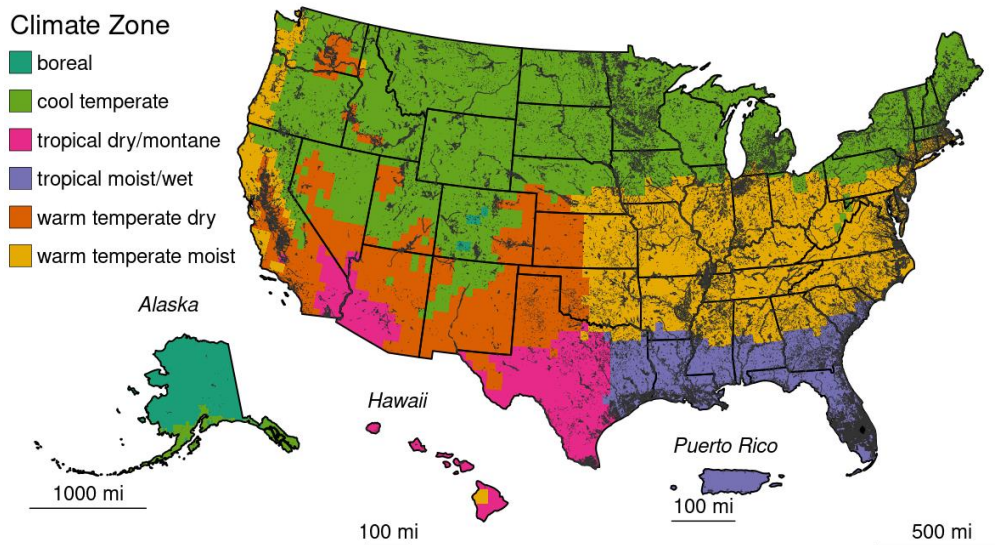 Climate Zone
boreal
cool temperate
tropical dry/montane
tropical moist/wet
warm temperate dry
warm temperate moist
Alaska
Hawaii
Puerto Rico
1000 mi
100 mi
100 mi
500 mi